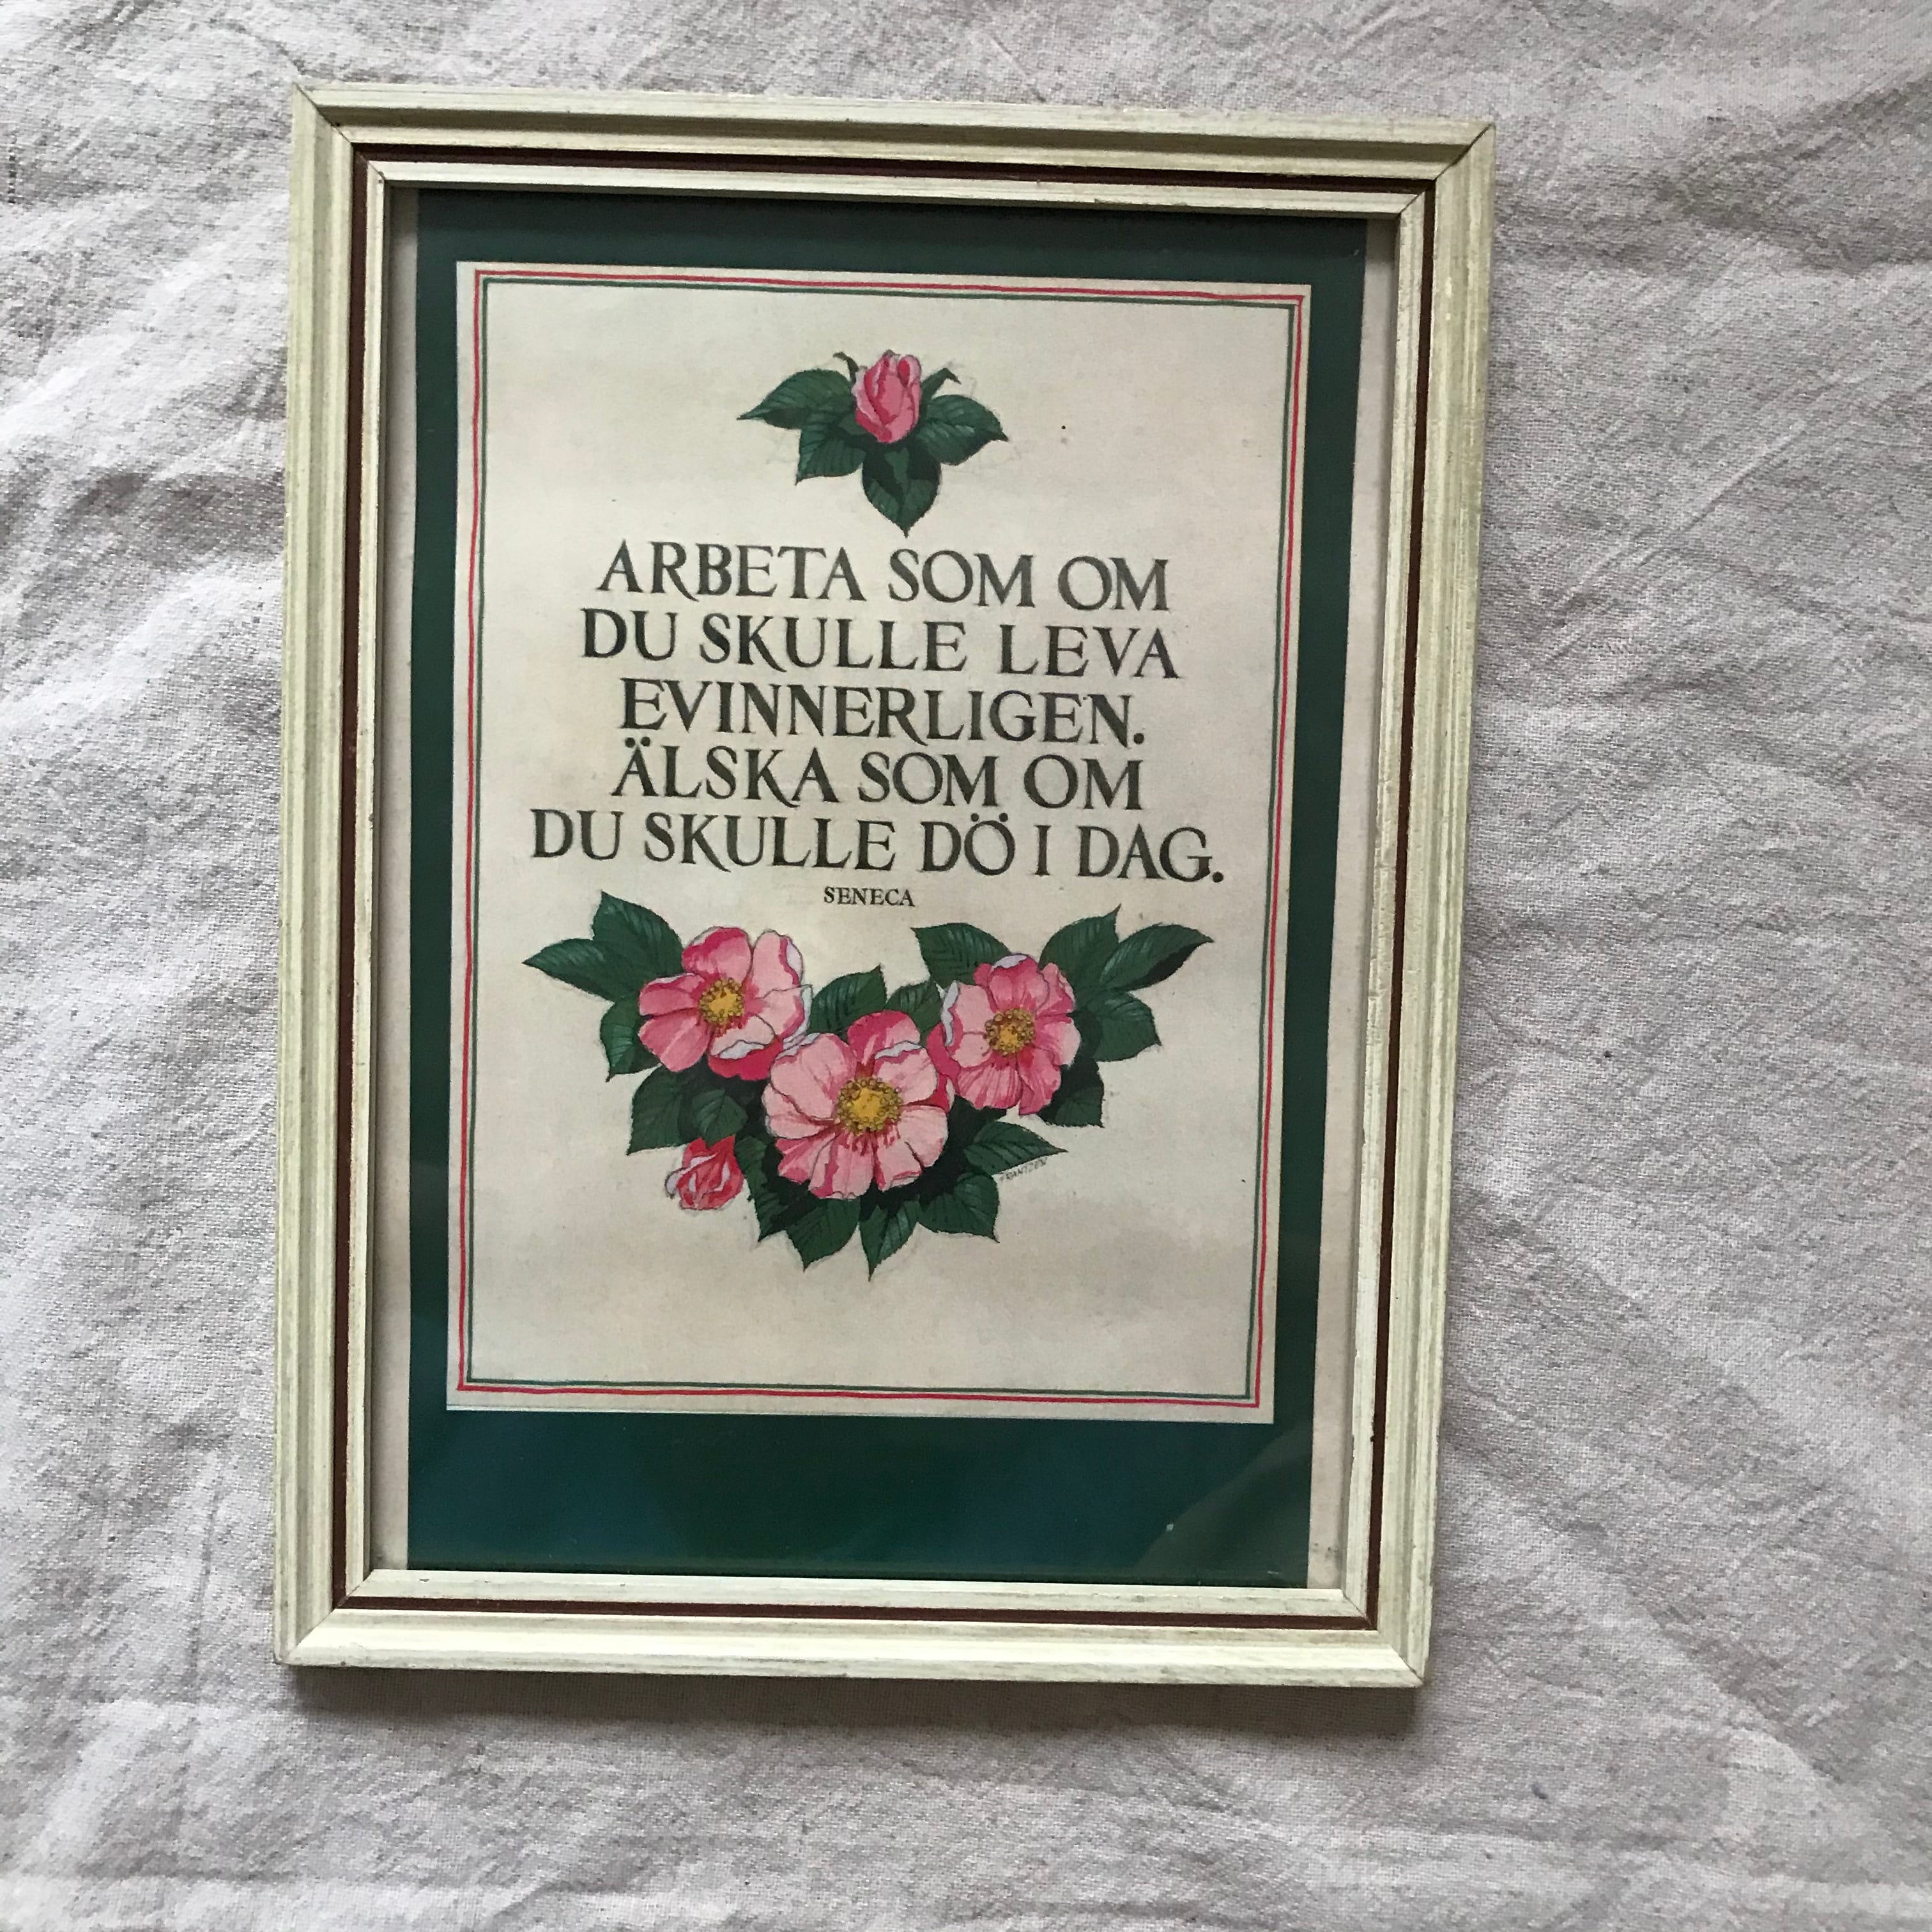 ARBETA SOM OM
DU SKULLE LEVA
EVINNERLIGEN.
ÄLSKA SOM OM
DU SKULLE DÖ I DAG.
SENECA